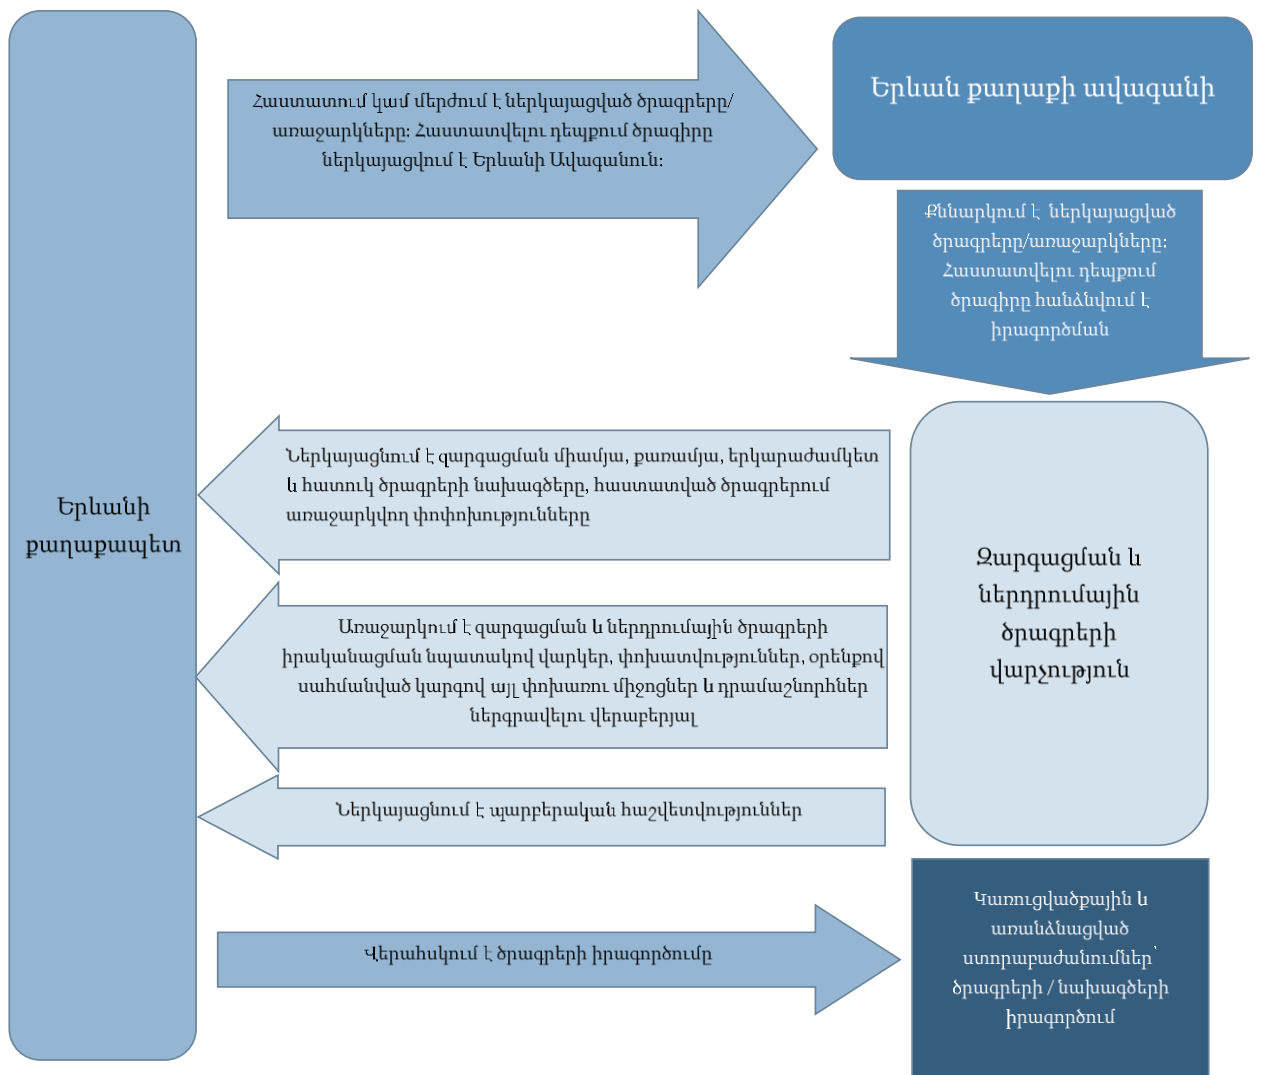 Երևանի
քաղաքապետ
Հաստատում կամ մերժում է ներկայացված ծրագրերը/
առաջարկները: Հաստատվելու դեպքում ծրագիրը
ներկայացվում է Երևանի Ավագանուն:
Երևան քաղաքի ավագանի
Քննարկում է ներկայացված
ծրագրերը/առաջարկները:
Հաստատվելու դեպքում
ծրագիրը հանձնվում է
իրագործման
Ներկայացնում է զարգացման միամյա, քառամյա, երկարաժամկետ
և հատուկ ծրագրերի նախագծերը, հաստատված ծրագրերում
առաջարկվող փոփոխությունները
Առաջարկում է զարգացման և ներդրումային ծրագրերի
իրականացման նպատակով վարկեր, փոխատվություններ, օրենքով
սահմանված կարգով այլ փոխառու միջոցներ և դրամաշնորհներ
ներգրավելու վերաբերյալ
Ներկայացնում է պարբերական հաշվետվություններ
Զարգացման և
ներդրումային
ծրագրերի
վարչություն
Վերահսկում է ծրագրերի իրագործումը
Կառուցվածքային և
առանձնացված
ստորաբաժանումներ՝
ծրագրերի / նախագծերի
իրագործում